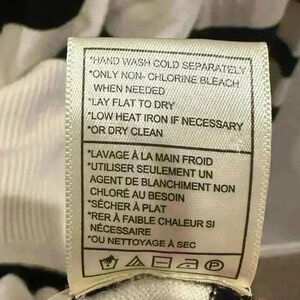 *HAND WASH COLD SEPARATELY
*ONLY NON- CHLORINE BLEACH
WHEN NEEDED
*LAY FLAT TO DRY
*LOW HEAT IRON IF NECESSARY
*OR DRY CLEAN
*LAVAGE À LA MAIN FROID
*UTILISER SEULEMENT UN
AGENT DE BLANCHIMENT NON
CHLORÉ AU BESOIN
*SÉCHER À PLAT
*RER À FAIBLE CHALEUR SI
NÉCESSAIRE
*OU NETTOYAGE À SEC